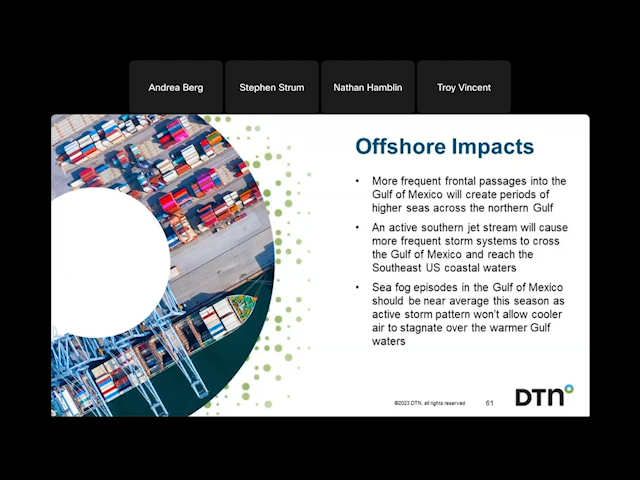 Andrea Berg
Stephen Strum
Nathan Hamblin
Troy Vincent
Offshore Impacts
• More frequent frontal passages into the
Gulf of Mexico will create periods of
higher seas across the northern Gulf
• An active southern jet stream will cause
more frequent storm systems to cross
the Gulf of Mexico and reach the
Southeast US coastal waters
• Sea fog episodes in the Gulf of Mexico
should be near average this season as
active storm pattern won't allow cooler
air to stagnate over the warmer Gulf
waters
©2023 DTN, all rights reserved
61
DTN